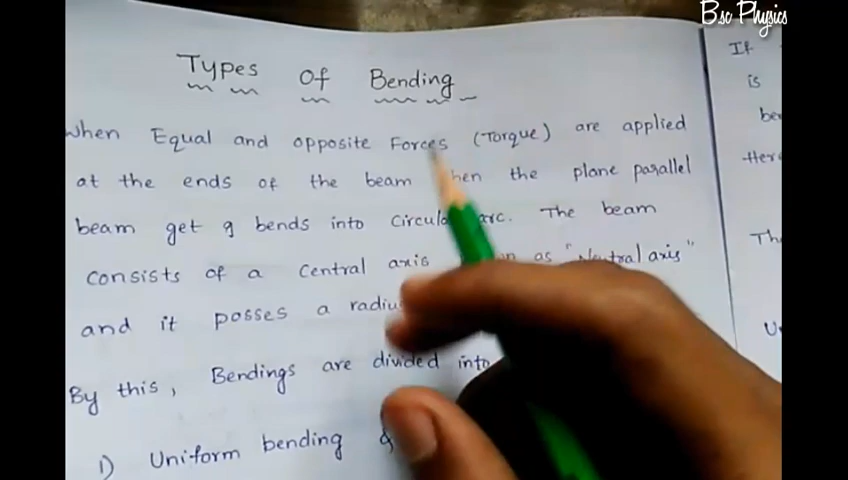 Bsc Physics
Types Of Bending
When Equal and opposite Forces (Torque) are applied
at the ends of the beam then the plane parallel
beam get g bends into Circular arc. The beam
consists of a Central axis as "Neutral axis"
and it posses a radius
By this, Bendings are divided into
1) Uniform bending &
If
is
Here
Th